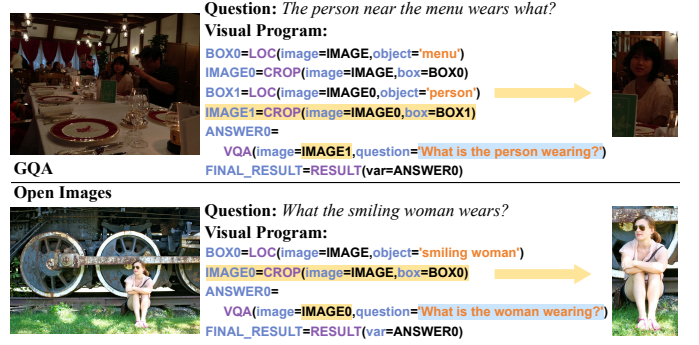 Question: The person near the menu wears what?
Visual Program:
BOX0=LOC(image=IMAGE,object='menu')
IMAGE0=CROP(image=IMAGE,box=BOX0)
BOX1=LOC(image=IMAGE0,object='person')
IMAGE1=CROP(image=IMAGE0,box=BOX1)
ANSWER0=
VQA(image=IMAGE1,question='What is the person wearing?')
FINAL_RESULT=RESULT(var=ANSWER0)
GQA
Open Images
Question: What the smiling woman wears?
Visual Program:
BOX0=LOC(image=IMAGE,object='smiling woman')
IMAGE0=CROP(image=IMAGE,box=BOX0)
ANSWER0=
VQA(image=IMAGE0,question='What is the woman wearing?')
FINAL_RESULT=RESULT(var=ANSWER0)